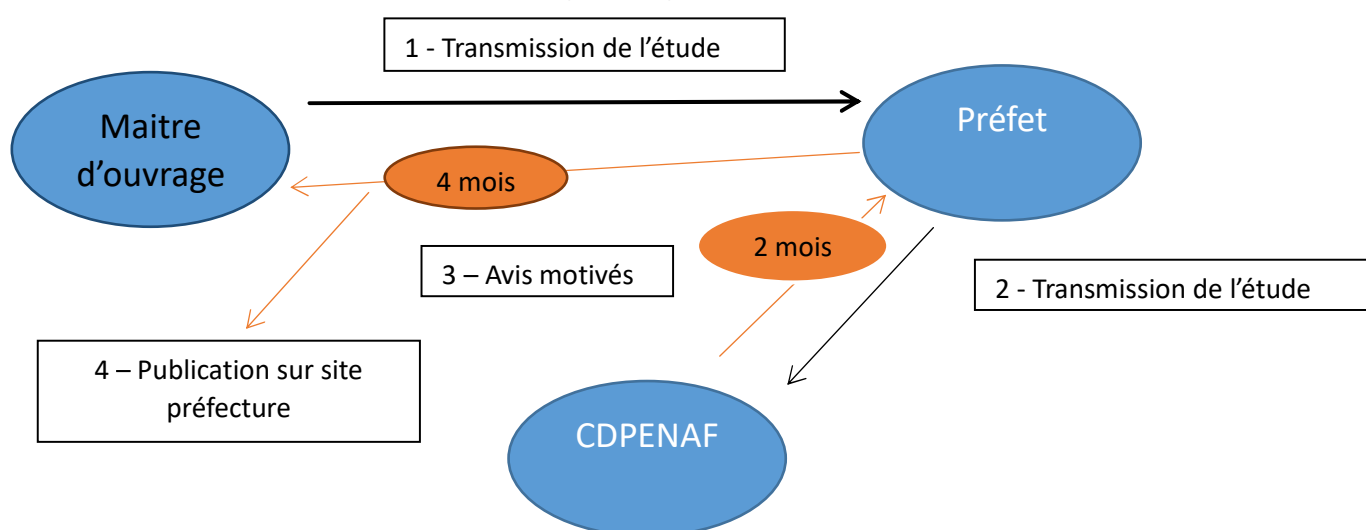 1 - Transmission de l’étude
Maitre
d’ouvrage
Préfet
4 mois
2 mois
3 – Avis motivés
2 - Transmission de l’étude
4 – Publication sur site
préfecture
CDPENAF